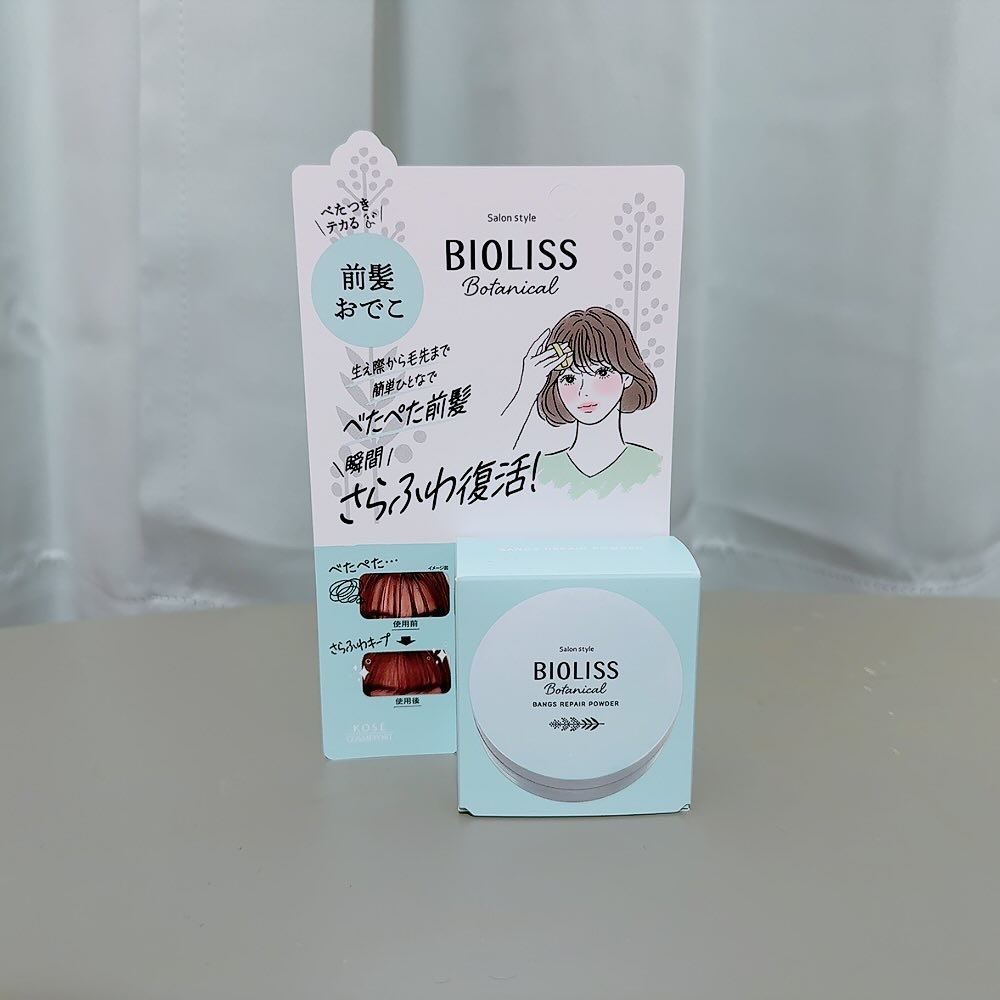 べたつき
テカる
前髪
おでこ
Salon style
BIOLISS
Botanical
生え際から毛先まで
簡単ひとなで
べたぺた前髪
瞬間!
さらふわ復活!
べたぺた…
イメージ図
使用前
さらふわキープ
使用後
KOSÉ
COSMEPORT
BANGS REPAIR POWDER
Salon style
BIOLISS
Botanical
BANGS REPAIR POWDER